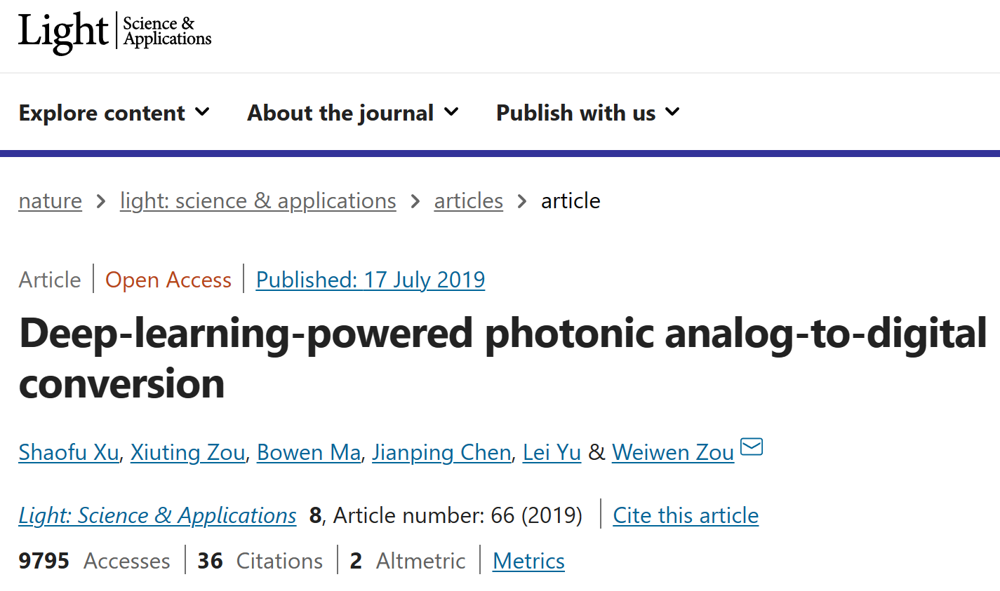 Light Science &
Applications
Explore content About the journal Publish with us
nature > light: science & applications > articles > article
Article | Open Access | Published: 17 July 2019
Deep-learning-powered photonic analog-to-digital
conversion
Shaofu Xu, Xiuting Zou, Bowen Ma, Jianping Chen, Lei Yu & Weiwen Zou
Light: Science & Applications 8, Article number: 66 (2019) | Cite this article
9795 Accesses | 36 Citations | 2 Altmetric | Metrics